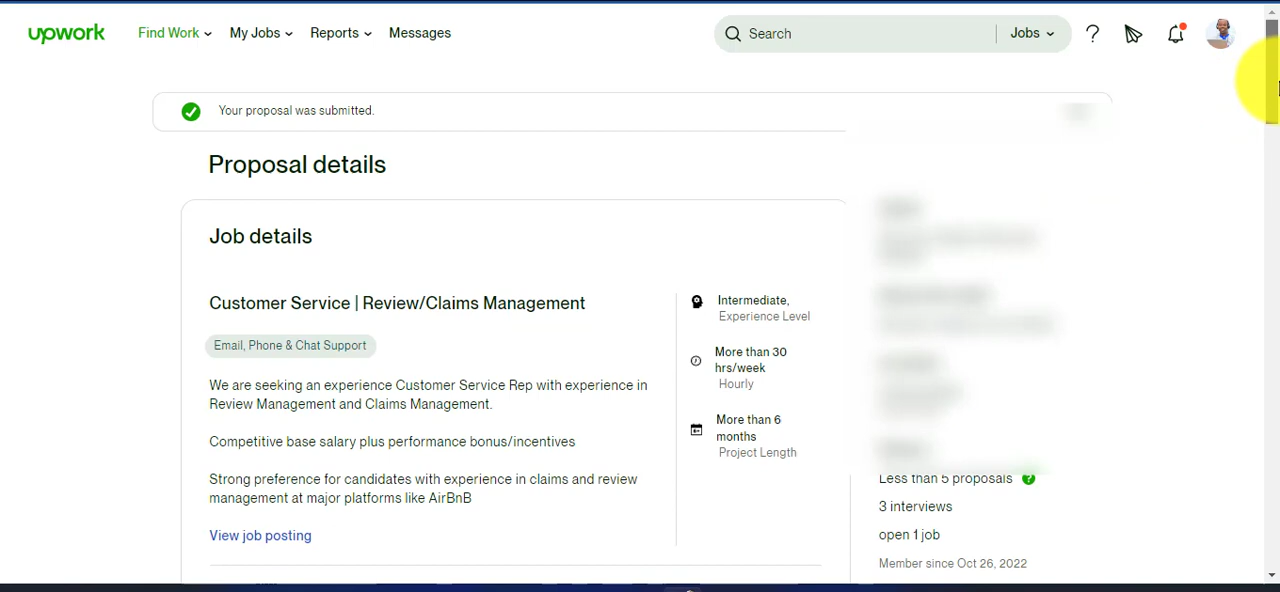 upwork Find Work My Jobs Reports Messages Search Jobs ?
Your proposal was submitted.
Proposal details
Job details
Customer Service | Review/Claims Management
Email, Phone & Chat Support
We are seeking an experience Customer Service Rep with experience in
Review Management and Claims Management.
Competitive base salary plus performance bonus/incentives
Strong preference for candidates with experience in claims and review
management at major platforms like AirBnB
View job posting
Intermediate,
Experience Level
More than 30
hrs/week
Hourly
More than 6
months
Project Length
Less than 5 proposals ?
3 interviews
open 1 job
Member since Oct 26, 2022